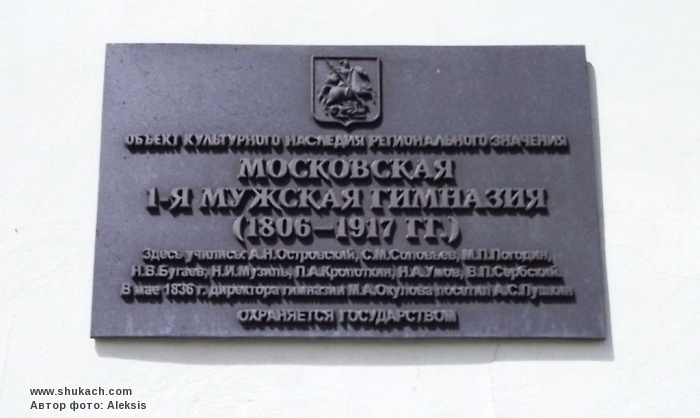 ОБЪЕКТ КУЛЬТУРНОГО НАСЛЕДИЯ РЕГИОНАЛЬНОГО ЗНАЧЕНИЯ
МОСКОВСКАЯ
1-Я МУЖСКАЯ ГИМНАЗИЯ
(1806–1917 ГГ.)
Здесь учились: А.Н.Островский, С.М.Соловьев, М.П.Погодин,
Н.В.Бугаев, Н.И.Музиль, П.А.Кропоткин, Н.А.Умов, В.П.Сербский.
В мае 1836 г. директора гимназии М.А.Окулова посетил А.С.Пушкин
ОХРАНЯЕТСЯ ГОСУДАРСТВОМ
www.shukach.com
Автор фото: Aleksis